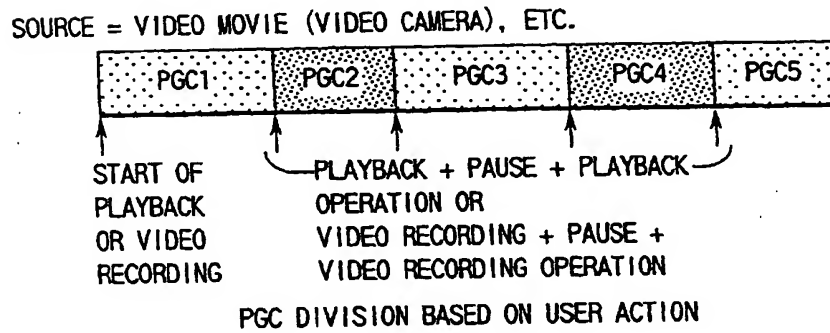 SOURCE = VIDEO MOVIE (VIDEO CAMERA), ETC.
PGC1 PGC2 PGC3 PGC4 PGC5
START OF
PLAYBACK
OR VIDEO
RECORDING
PLAYBACK + PAUSE + PLAYBACK
OPERATION OR
VIDEO RECORDING + PAUSE +
VIDEO RECORDING OPERATION
PGC DIVISION BASED ON USER ACTION